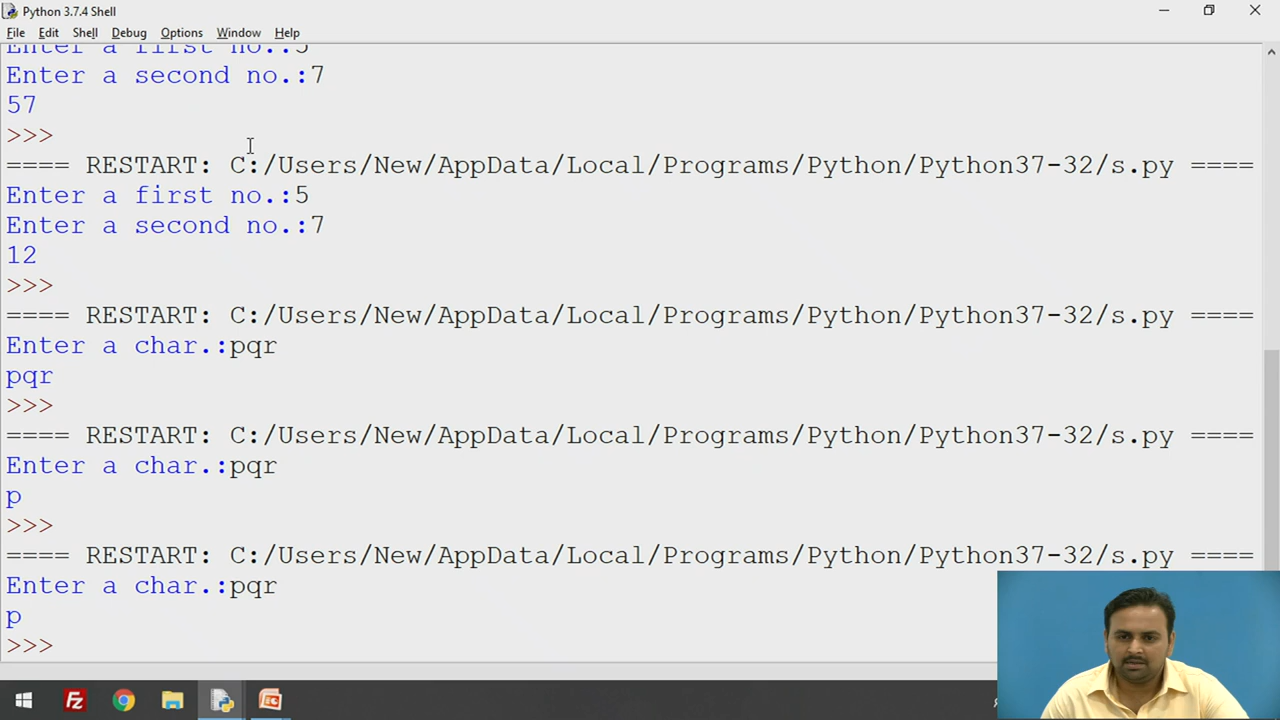 Python 3.7.4 Shell
File Edit Shell Debug Options Window Help
Enter a first no.:5
Enter a second no.:7
57
>>>
==== RESTART: C:/Users/New/AppData/Local/Programs/Python/Python37-32/s.py ====
Enter a first no.:5
Enter a second no.:7
12
>>>
==== RESTART: C:/Users/New/AppData/Local/Programs/Python/Python37-32/s.py ====
Enter a char.:pqr
pqr
>>>
==== RESTART: C:/Users/New/AppData/Local/Programs/Python/Python37-32/s.py ====
Enter a char.:pqr
p
>>>
==== RESTART: C:/Users/New/AppData/Local/Programs/Python/Python37-32/s.py ====
Enter a char.:pqr
p
>>>